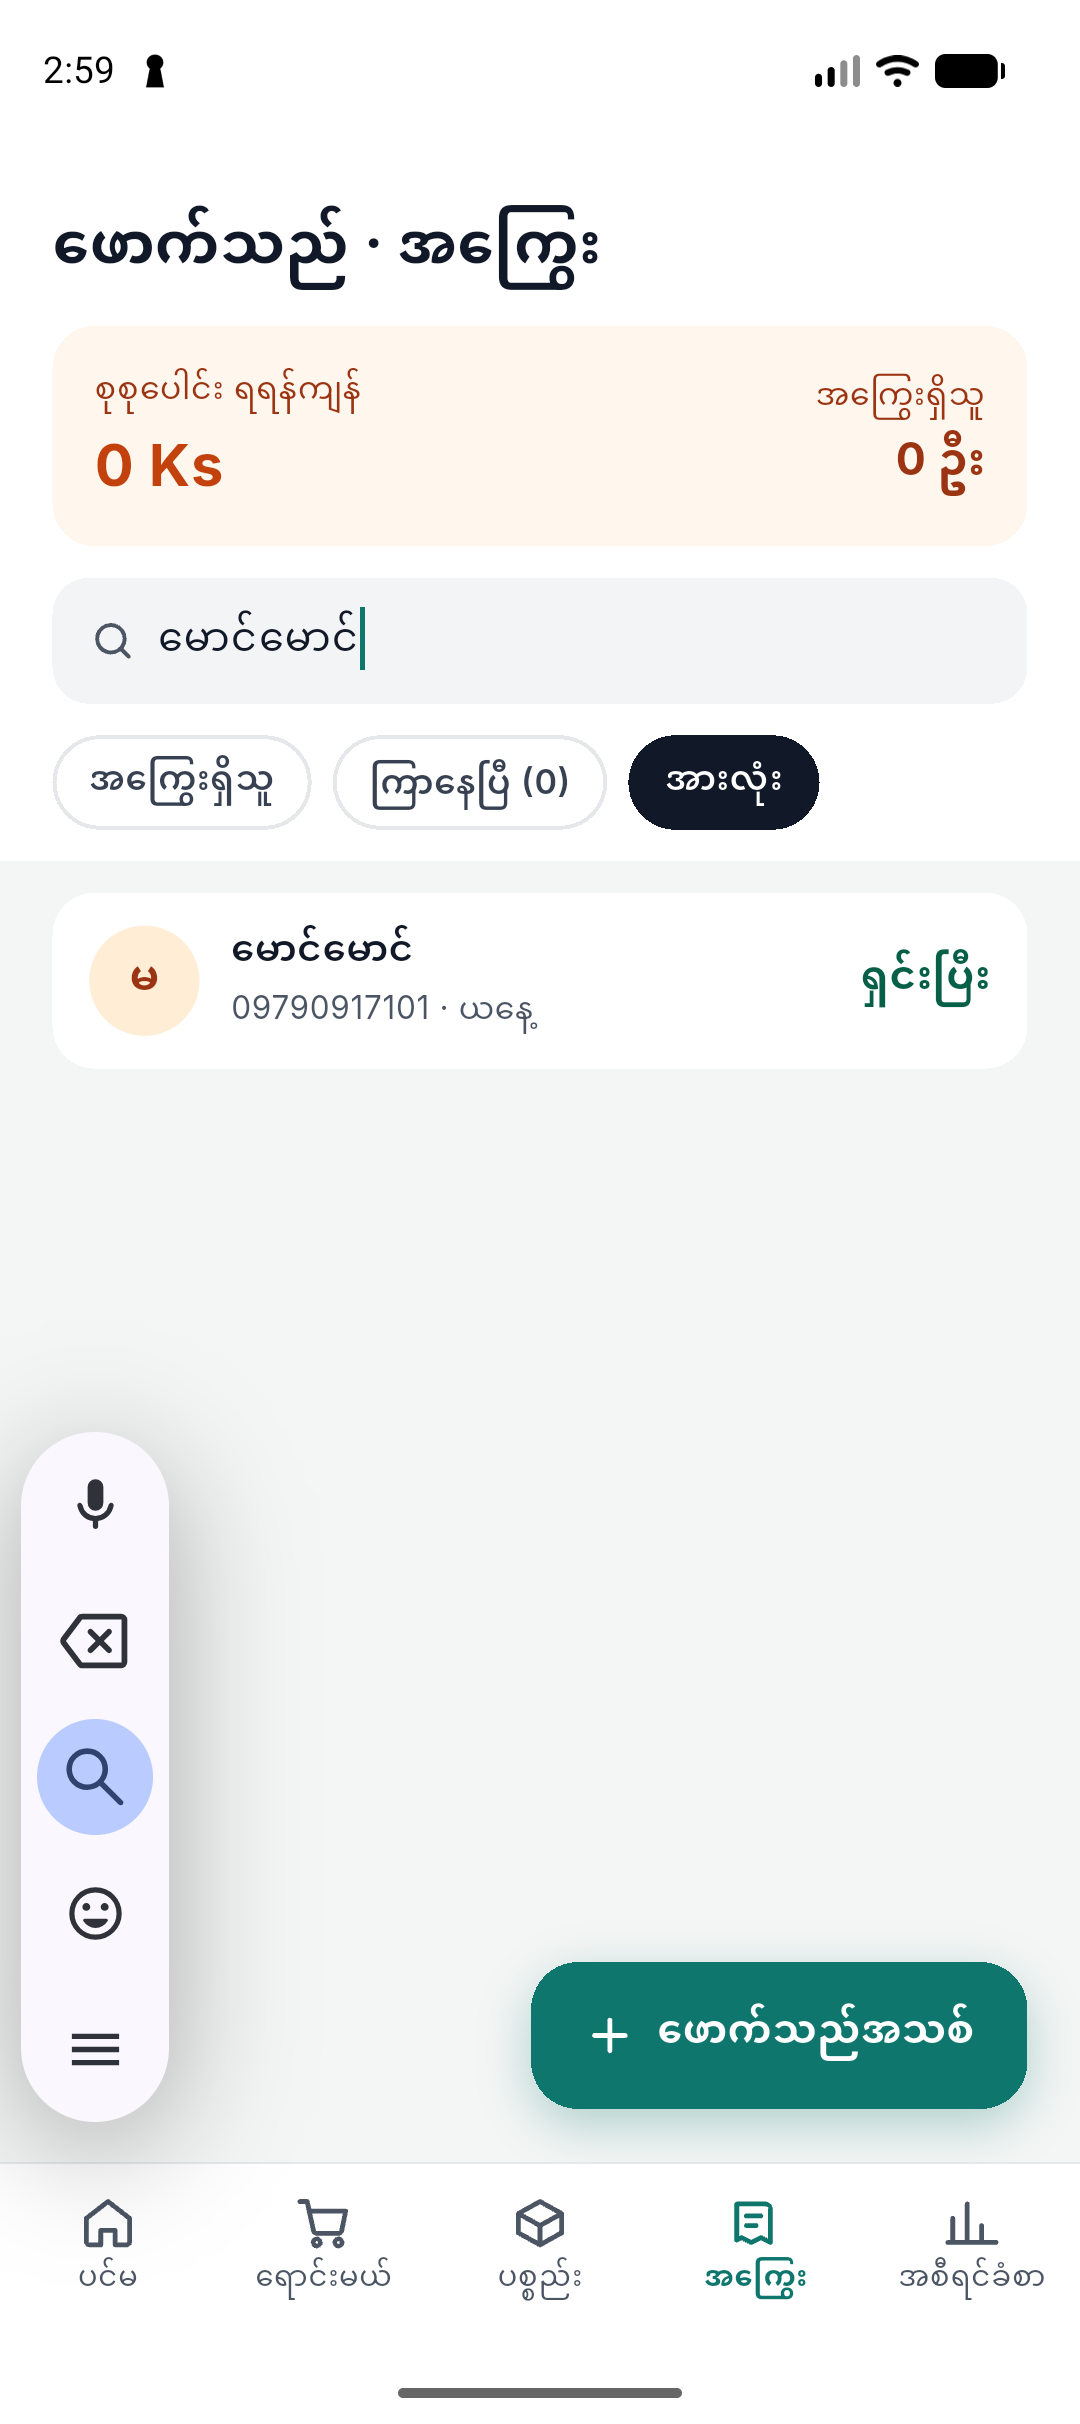 2:59
ဖောက်သည် · အကြွေး
စုစုပေါင်း ရရန်ကျန်
0 Ks
အကြွေးရှိသူ
0 ဦး
မောင်မောင်
အကြွေးရှိသူ
ကြာနေပြီ (0)
အားလုံး
မ
မောင်မောင်
09790917101 · ယနေ့
ရှင်းပြီး
ဖောက်သည်အသစ်
ပင်မ
ရောင်းမယ်
ပစ္စည်း
အကြွေး
အစီရင်ခံစာ